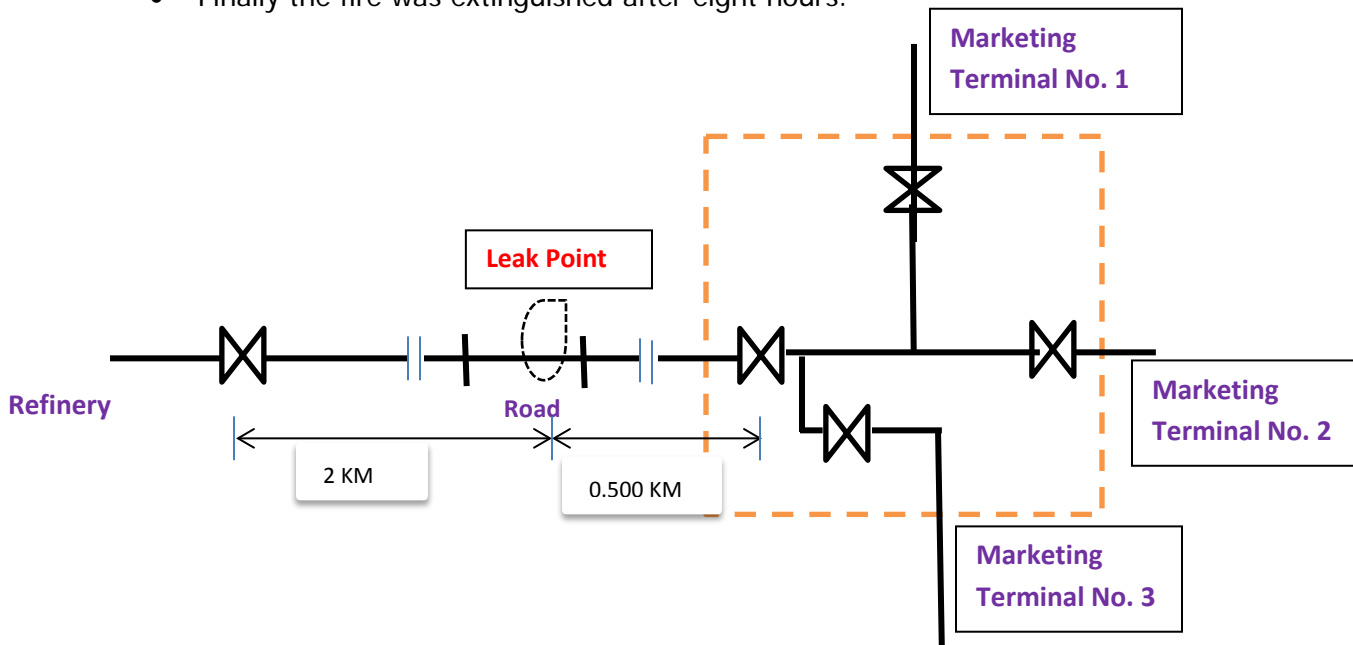 • Finally the fire was extinguished after eight hours.
Marketing
Terminal No. 1
Leak Point
Refinery
Road
Marketing
Terminal No. 2
2 KM
0.500 KM
Marketing
Terminal No. 3